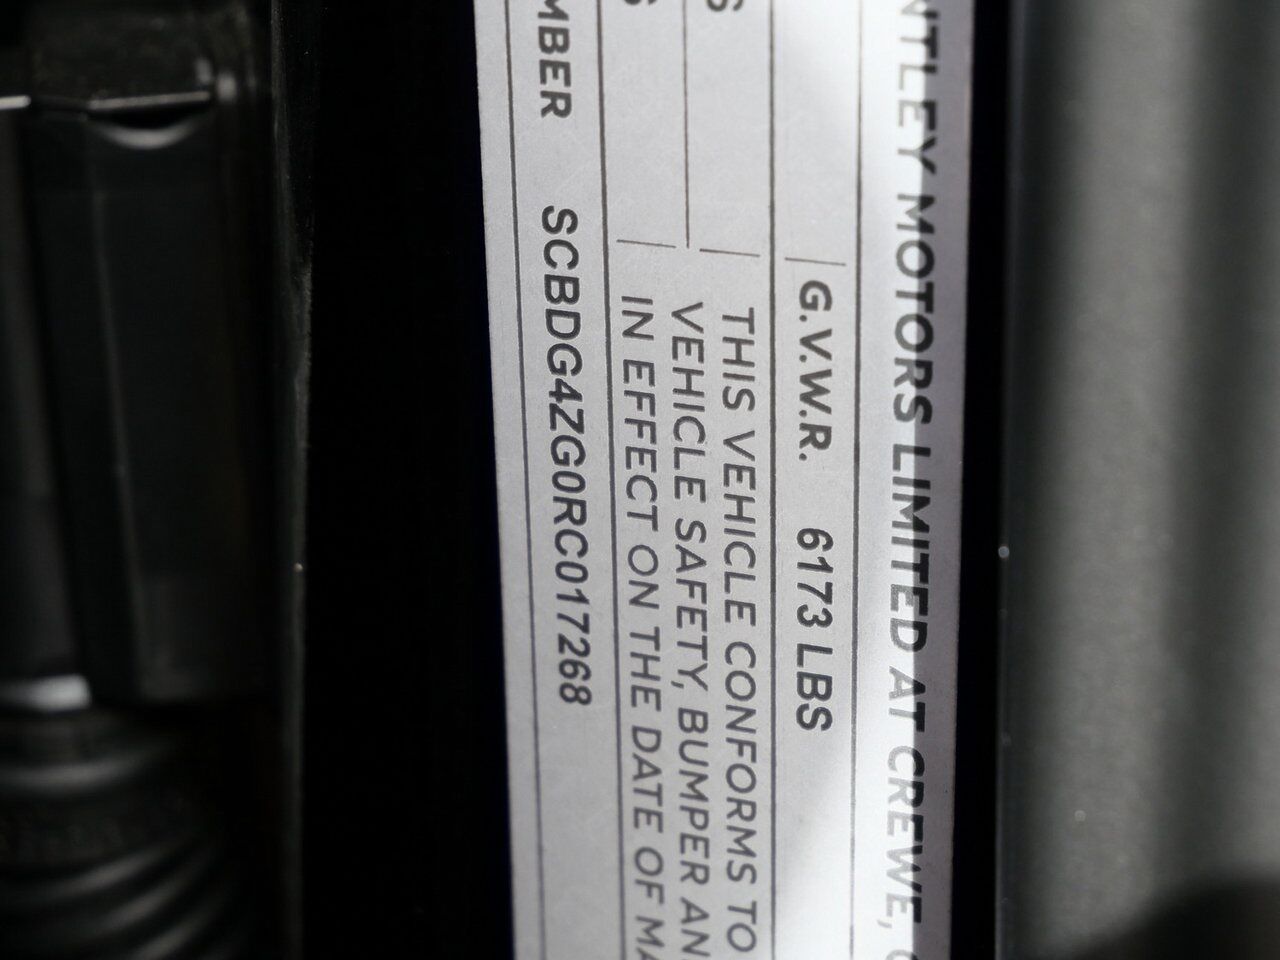 NTLEY MOTORS LIMITED AT CREWE,
G.V.W.R. 6173 LBS
THIS VEHICLE CONFORMS TO
VEHICLE SAFETY, BUMPER AN
IN EFFECT ON THE DATE OF MA
MBER SCBDG4ZG0RC017268